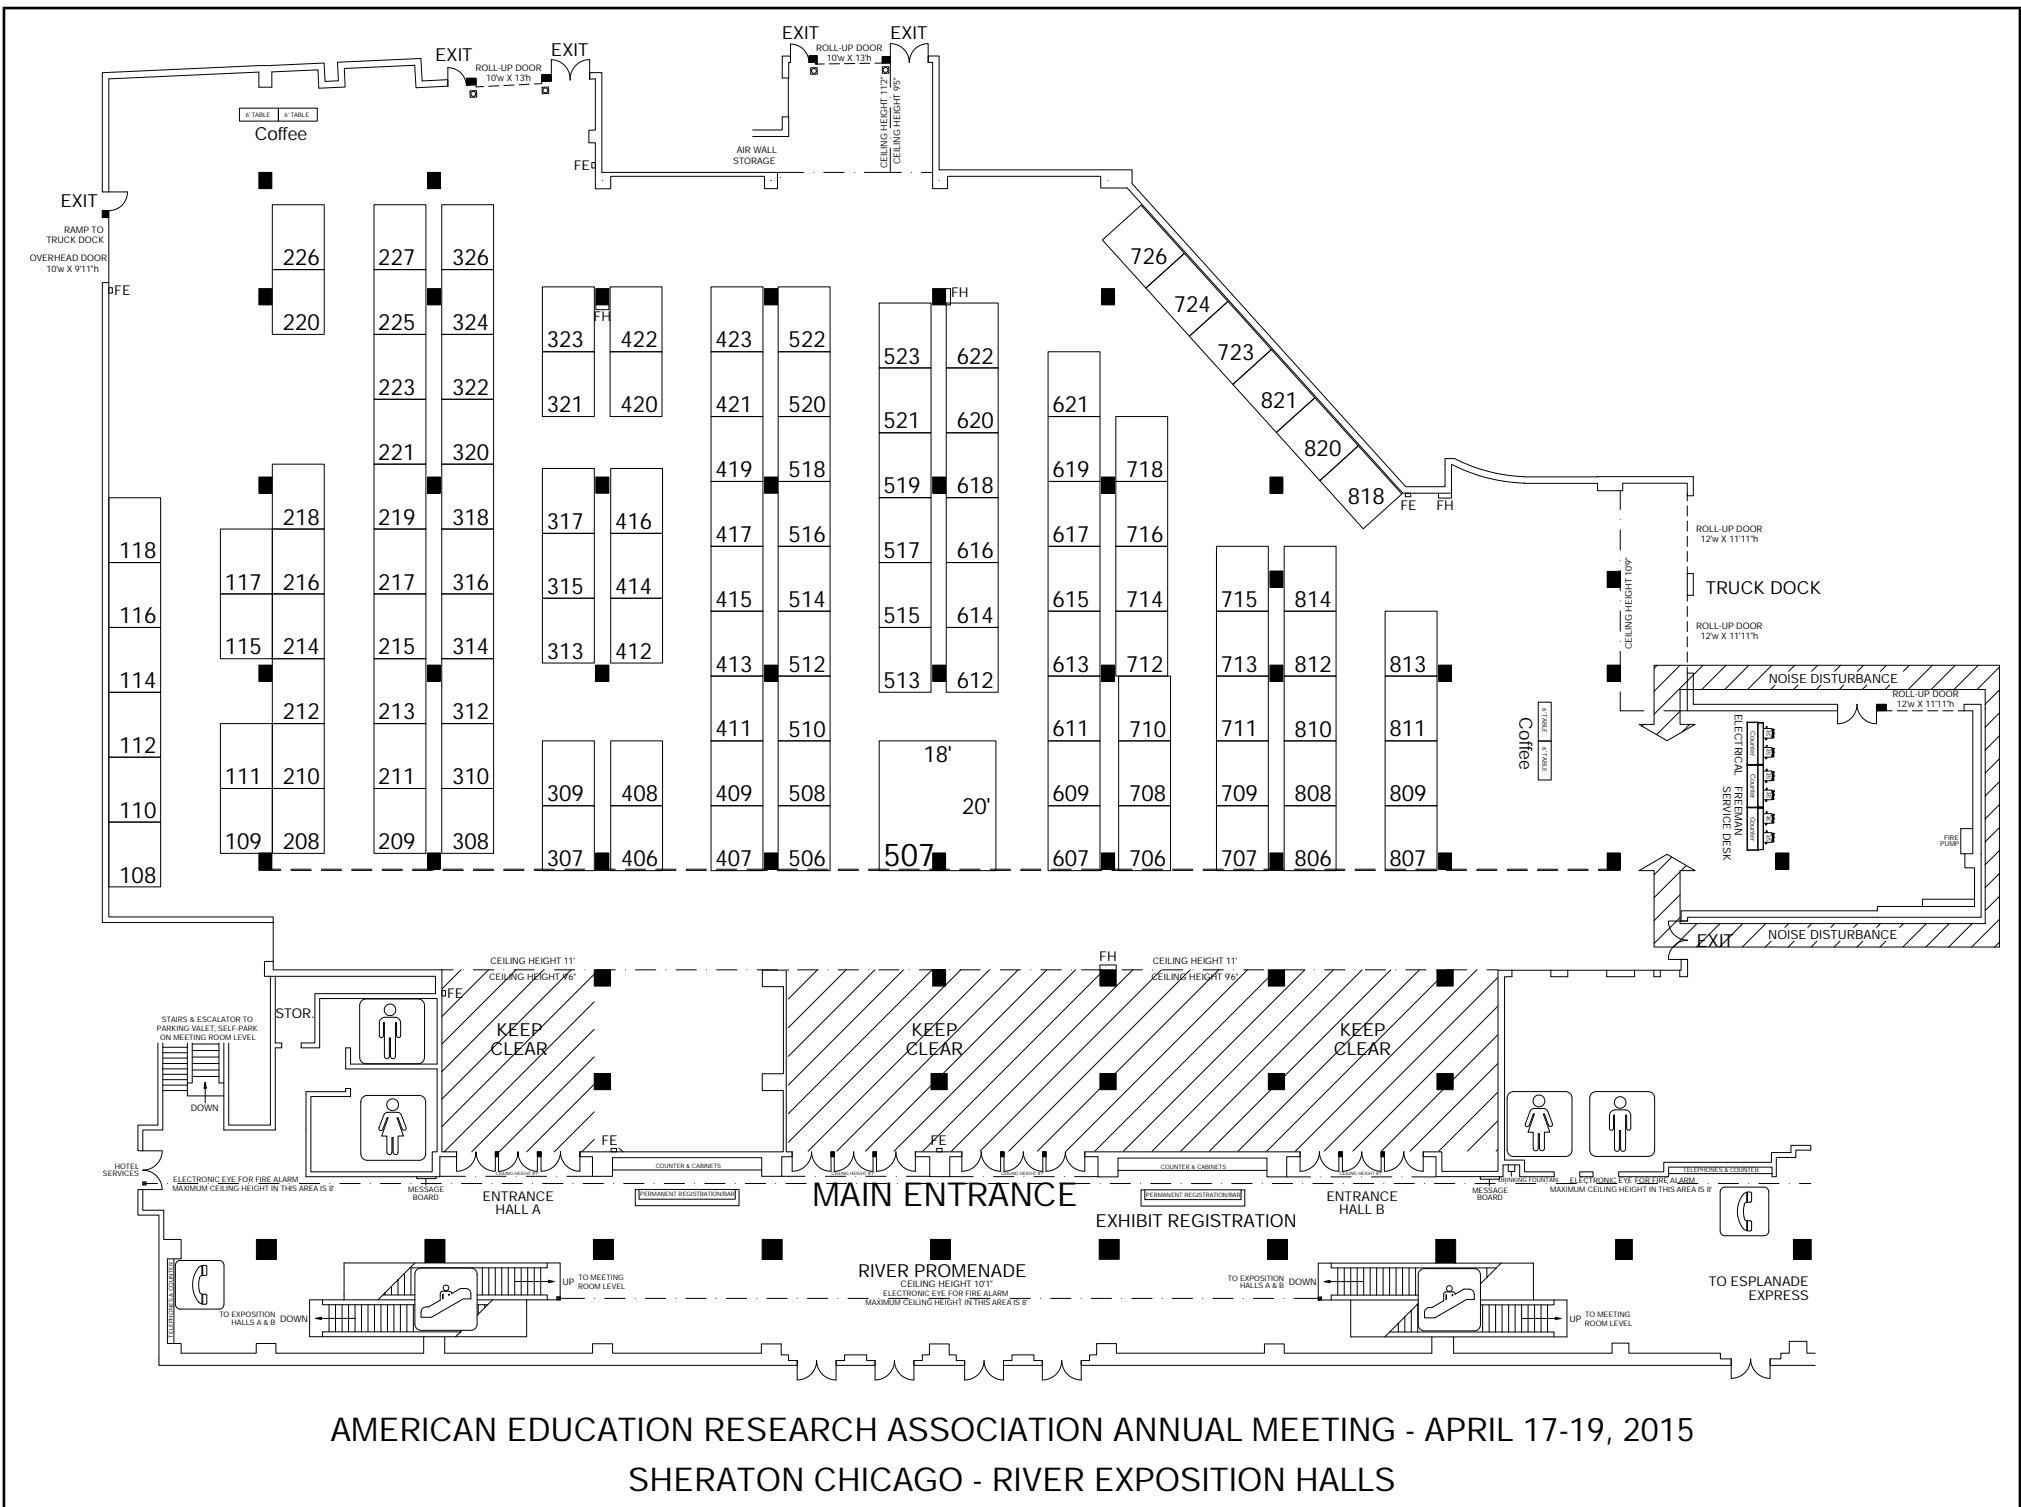 EXIT
EXIT
EXIT
EXIT
ROLL-UP DOOR
10'w X 13'h
ROLL-UP DOOR
10'w X 13'h
CEILING HEIGHT 11'2"
CEILING HEIGHT 9'5"
6' TABLE 6' TABLE
Coffee
AIR WALL
STORAGE
FE
EXIT
RAMP TO
TRUCK DOCK
OVERHEAD DOOR
10'w X 9'11"h
FE
226 227 326 726
220 225 324 724
FH
FH
323 422 423 522 523 622 723
223 322
321 420 421 520 521 620 621 821
221 320 820
419 518 519 618 619 718 818
FE FH
218 219 318 317 416 417 516 517 616 617 716
118
117 216 217 316 315 414 415 514 515 614 615 714 715 814
116
115 214 215 314 313 412 413 512 513 612 613 712 713 812 813
114
212 213 312 411 510 611 710 711 810 811
112
111 210 211 310 309 408 409 508 609 708 709 808 809
110
18'
20'
109 208 209 308 307 406 407 506 507 607 706 707 806 807
108
ROLL-UP DOOR
12'w X 11'11"h
CEILING HEIGHT 10'9"
TRUCK DOCK
ROLL-UP DOOR
12'w X 11'11"h
NOISE DISTURBANCE
ROLL-UP DOOR
12'w X 11'11"h
6' TABLE 6' TABLE
Coffee
ELECTRICAL
FREEMAN
SERVICE DESK
Counter
Counter
Counter
FIRE
PUMP
NOISE DISTURBANCE
EXIT
CEILING HEIGHT 11'
CEILING HEIGHT 9'6"
FH
CEILING HEIGHT 11'
CEILING HEIGHT 9'6"
FE
STOR.
STAIRS & ESCALATOR TO
PARKING VALET, SELF-PARK
ON MEETING ROOM LEVEL
DOWN
KEEP
CLEAR
KEEP
CLEAR
KEEP
CLEAR
FE
FE
HOTEL
SERVICES
ELECTRONIC EYE FOR FIRE ALARM
MAXIMUM CEILING HEIGHT IN THIS AREA IS 8'
MESSAGE
BOARD
COUNTER & CABINETS
COUNTER & CABINETS
ENTRANCE
HALL A
PERMANENT REGISTRATION/BAR
MAIN ENTRANCE
PERMANENT REGISTRATION/BAR
EXHIBIT REGISTRATION
ENTRANCE
HALL B
MESSAGE
BOARD
DRINKING FOUNTAIN
TELEPHONES & COUNTER
ELECTRONIC EYE FOR FIRE ALARM
MAXIMUM CEILING HEIGHT IN THIS AREA IS 8'
TELEPHONES & COUNTER
UP TO MEETING
ROOM LEVEL
TO EXPOSITION
HALLS A & B DOWN
RIVER PROMENADE
CEILING HEIGHT 10'1"
ELECTRONIC EYE FOR FIRE ALARM
MAXIMUM CEILING HEIGHT IN THIS AREA IS 8'
TO EXPOSITION
HALLS A & B DOWN
UP TO MEETING
ROOM LEVEL
TO ESPLANADE
EXPRESS
AMERICAN EDUCATION RESEARCH ASSOCIATION ANNUAL MEETING - APRIL 17-19, 2015
SHERATON CHICAGO - RIVER EXPOSITION HALLS